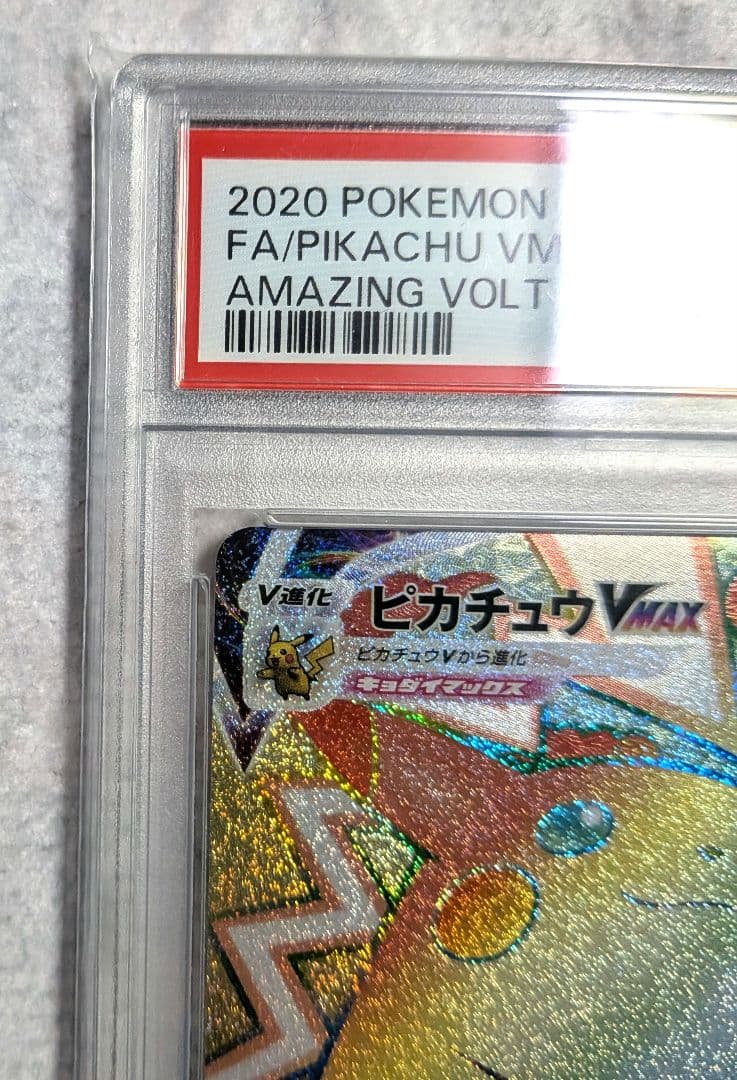 2020 POKEMON
FA/PIKACHU VM
AMAZING VOLT
V進化 ピカチュウVMAX
ピカチュウVから進化
キョダイマックス